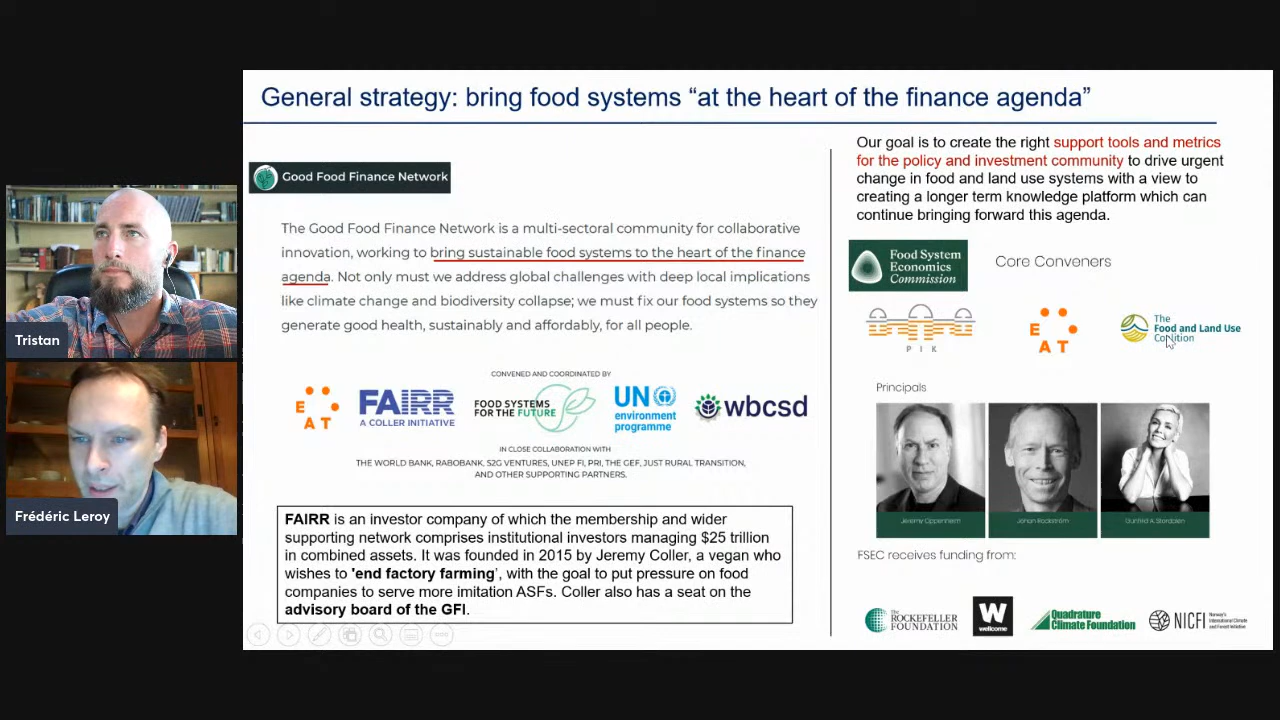 General strategy: bring food systems “at the heart of the finance agenda”
Good Food Finance Network
The Good Food Finance Network is a multi-sectoral community for collaborative
innovation, working to bring sustainable food systems to the heart of the finance
agenda. Not only must we address global challenges with deep local implications
like climate change and biodiversity collapse; we must fix our food systems so they
generate good health, sustainably and affordably, for all people.
CONVENED AND COORDINATED BY
EAT
FAIRR
A COLLER INITIATIVE
FOOD SYSTEMS
FOR THE FUTURE
UN
environment
programme
wbcsd
IN CLOSE COLLABORATION WITH
THE WORLD BANK, RABOBANK, S2G VENTURES, UNEP FI, PRI, THE GEF, JUST RURAL TRANSITION,
AND OTHER SUPPORTING PARTNERS.
FAIRR is an investor company of which the membership and wider
supporting network comprises institutional investors managing $25 trillion
in combined assets. It was founded in 2015 by Jeremy Coller, a vegan who
wishes to 'end factory farming', with the goal to put pressure on food
companies to serve more imitation ASFs. Coller also has a seat on the
advisory board of the GFI.
Our goal is to create the right support tools and metrics
for the policy and investment community to drive urgent
change in food and land use systems with a view to
creating a longer term knowledge platform which can
continue bringing forward this agenda.
Food System
Economics
Commission
Core Conveners
PIK
EAT
The
Food and Land Use
Coalition
Principals
Jeremy Oppenheim
Johan Rockström
Gunhild A. Stordalen
FSEC receives funding from:
The
ROCKEFELLER
FOUNDATION
W
wellcome
Quadrature
Climate Foundation
NICFI
Norway's
International Climate
and Forest Initiative
Tristan
Frédéric Leroy